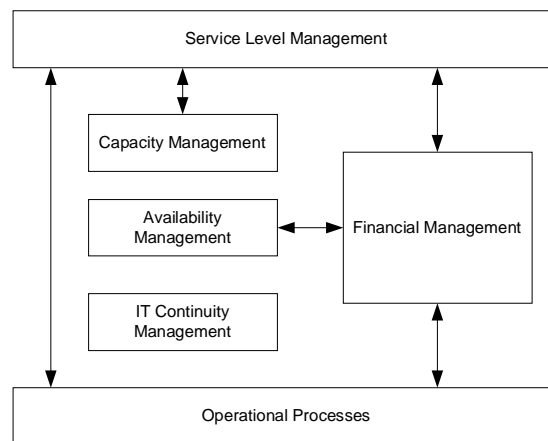 Service Level Management
Capacity Management
Availability
Management
Financial Management
IT Continuity
Management
Operational Processes